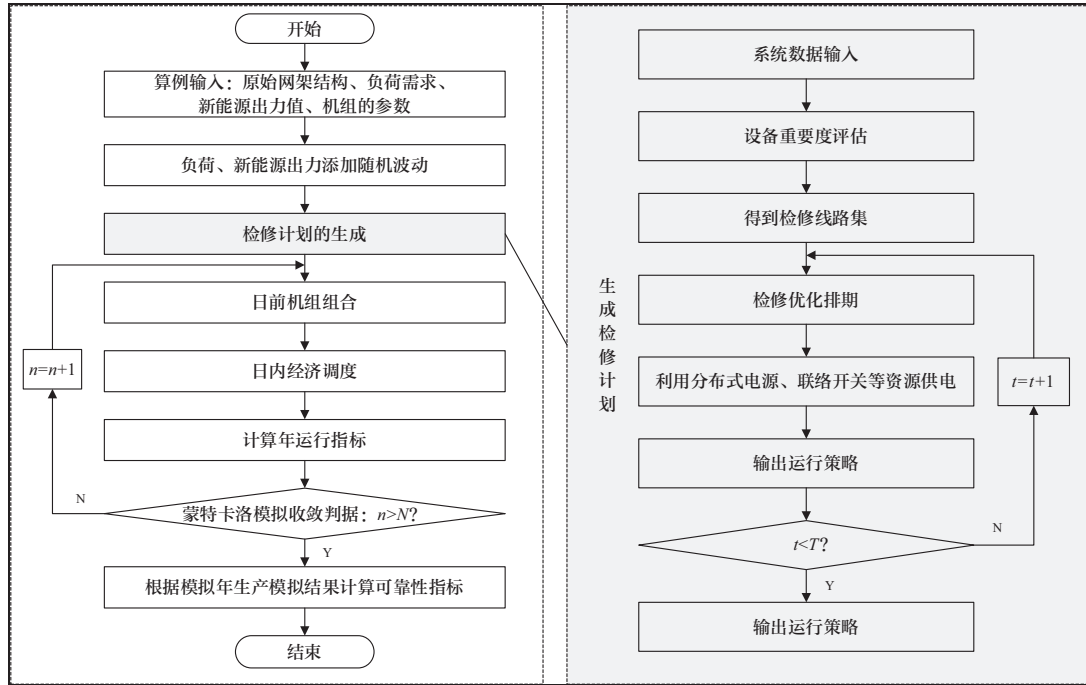 开始
算例输入：原始网架结构、负荷需求、
新能源出力值、机组的参数
负荷、新能源出力添加随机波动
检修计划的生成
日前机组组合
n=n+1
日内经济调度
计算年运行指标
N
蒙特卡洛模拟收敛判据：n>N?
Y
根据模拟年生产模拟结果计算可靠性指标
结束
生成检修计划
系统数据输入
设备重要度评估
得到检修线路集
检修优化排期
利用分布式电源、联络开关等资源供电
t=t+1
输出运行策略
N
t<T?
Y
输出运行策略